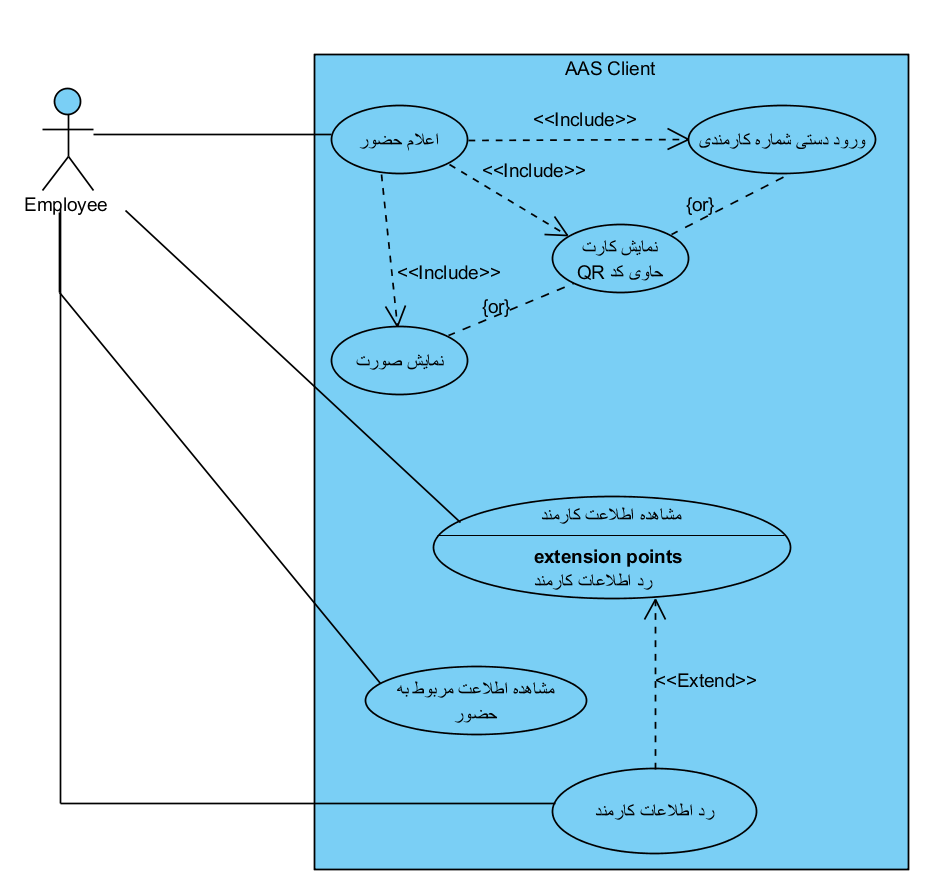 AAS Client
Employee
اعلام حضور
<<Include>>
ورود دستی شماره کارمندی
<<Include>>
{or}
نمایش کارت
حاوی کد QR
<<Include>>
{or}
نمایش صورت
مشاهده اطلاعت کارمند
extension points
رد اطلاعات کارمند
مشاهده اطلاعت مربوط به
حضور
<<Extend>>
رد اطلاعات کارمند